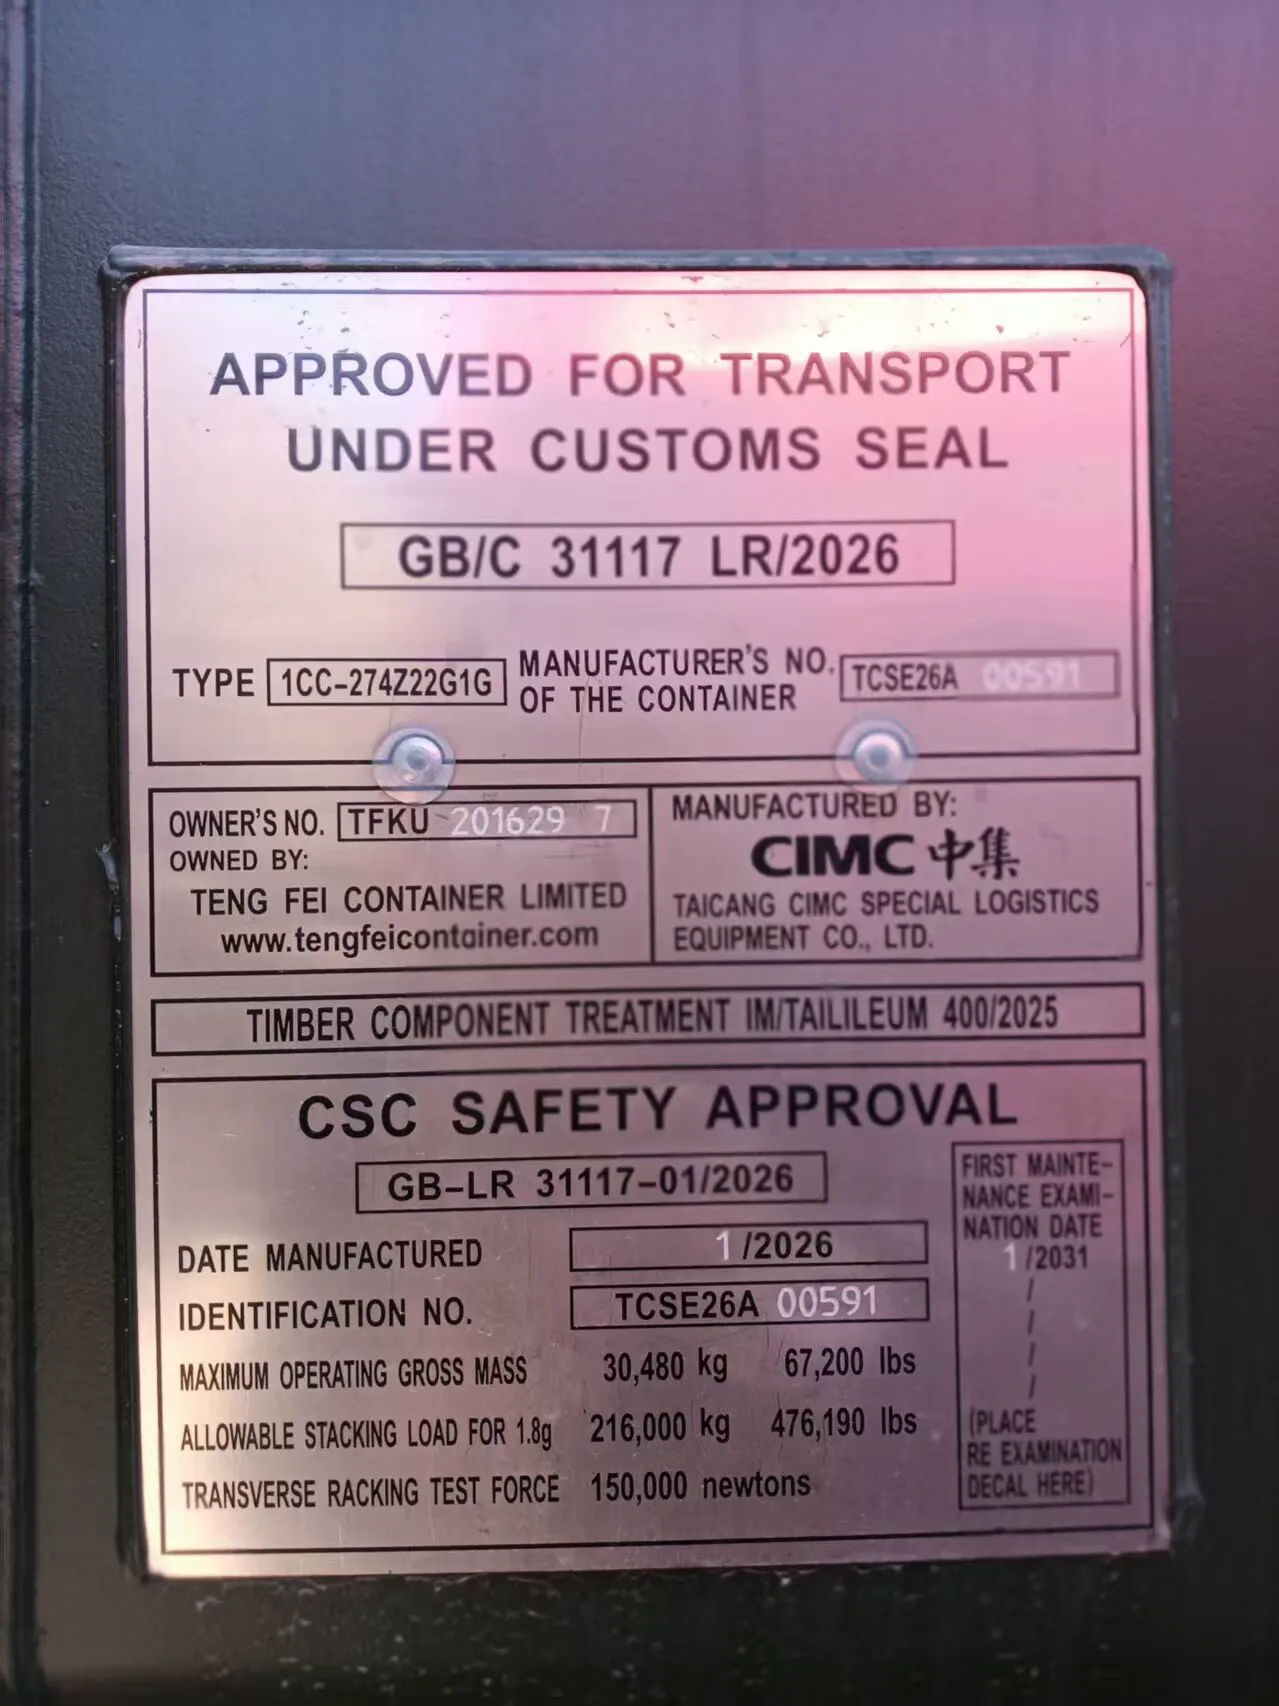 APPROVED FOR TRANSPORT
UNDER CUSTOMS SEAL
GB/C 31117 LR/2026
TYPE 1CC-274Z22G1G MANUFACTURER'S NO. OF THE CONTAINER TCSE26A 00591
OWNER'S NO. TFKU 201629 7
OWNED BY:
TENG FEI CONTAINER LIMITED
www.tengfeicontainer.com
MANUFACTURED BY:
CIMC 中集
TAICANG CIMC SPECIAL LOGISTICS
EQUIPMENT CO., LTD.
TIMBER COMPONENT TREATMENT IM/TAILILEUM 400/2025
CSC SAFETY APPROVAL
GB-LR 31117-01/2026
DATE MANUFACTURED 1/2026
IDENTIFICATION NO. TCSE26A 00591
MAXIMUM OPERATING GROSS MASS 30,480 kg 67,200 lbs
ALLOWABLE STACKING LOAD FOR 1.8g 216,000 kg 476,190 lbs
TRANSVERSE RACKING TEST FORCE 150,000 newtons
FIRST MAINTE-
NANCE EXAMI-
NATION DATE
1/2031
/
/
/
/
(PLACE
RE EXAMINATION
DECAL HERE)